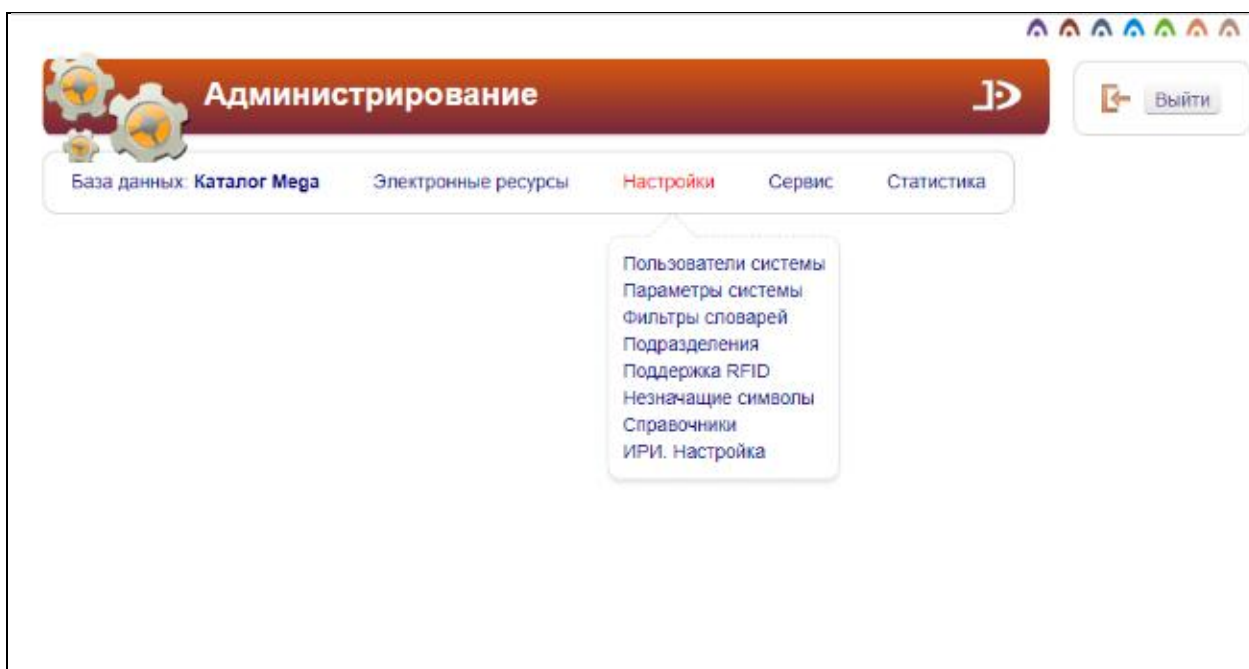 Администрирование
Выйти
База данных: Каталог Mega Электронные ресурсы Настройки Сервис Статистика
Пользователи системы
Параметры системы
Фильтры словарей
Подразделения
Поддержка RFID
Незначащие символы
Справочники
ИРИ. Настройка